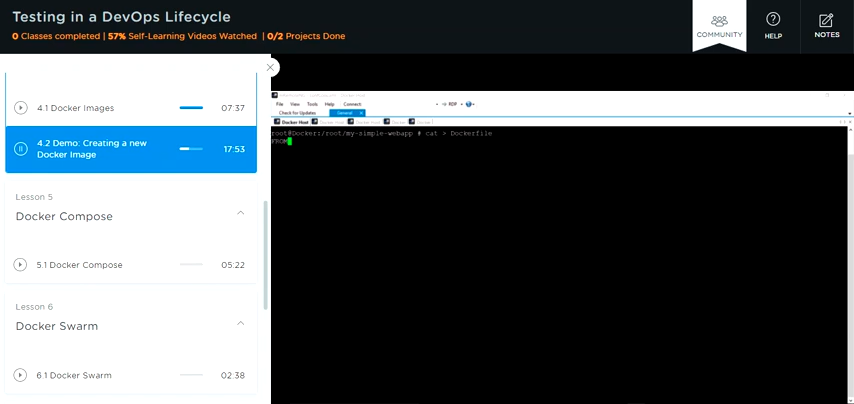 Testing in a DevOps Lifecycle
0 Classes completed | 57% Self-Learning Videos Watched | 0/2 Projects Done
COMMUNITY
HELP
NOTES
4.1 Docker Images 07:37
4.2 Demo: Creating a new
Docker Image 17:53
Lesson 5
Docker Compose
5.1 Docker Compose 05:22
Lesson 6
Docker Swarm
6.1 Docker Swarm 02:38
File View Tools Help Connect RDP
Check for Updates General
Docker Host
root@Docker:/root/my-simple-webapp # cat > Dockerfile
#FROM